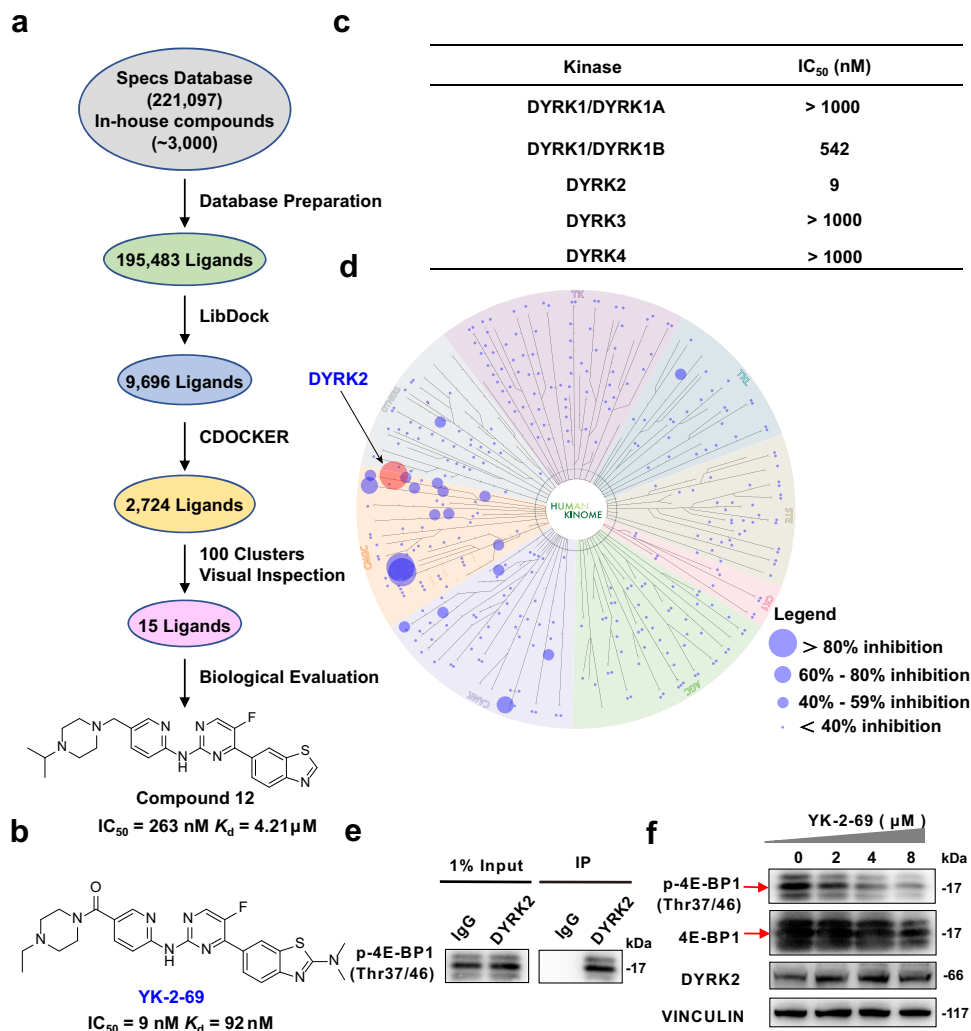 a
Specs Database
(221,097)
In-house compounds
(~3,000)
Database Preparation
195,483 Ligands
LibDock
9,696 Ligands
CDOCKER
2,724 Ligands
100 Clusters
Visual Inspection
15 Ligands
Biological Evaluation
N
N
N
N
H
N
N
F
S
N
Compound 12
IC50 = 263 nM Kd = 4.21 μM
b
O
N
N
N
N
H
N
N
F
S
N
N
YK-2-69
IC50 = 9 nM Kd = 92 nM
c
Kinase IC50 (nM)
DYRK1/DYRK1A > 1000
DYRK1/DYRK1B 542
DYRK2 9
DYRK3 > 1000
DYRK4 > 1000
d
DYRK2
TK
TKL
STE
CK1
AGC
CAMK
CMGC
HUMAN
KINOME
Legend
> 80% inhibition
60% - 80% inhibition
40% - 59% inhibition
< 40% inhibition
e
1% Input IP
IgG DYRK2 IgG DYRK2
kDa
p-4E-BP1
(Thr37/46)
-17
f
YK-2-69 ( μM )
0 2 4 8 kDa
p-4E-BP1
(Thr37/46)
-17
4E-BP1 -17
DYRK2 -66
VINCULIN -117